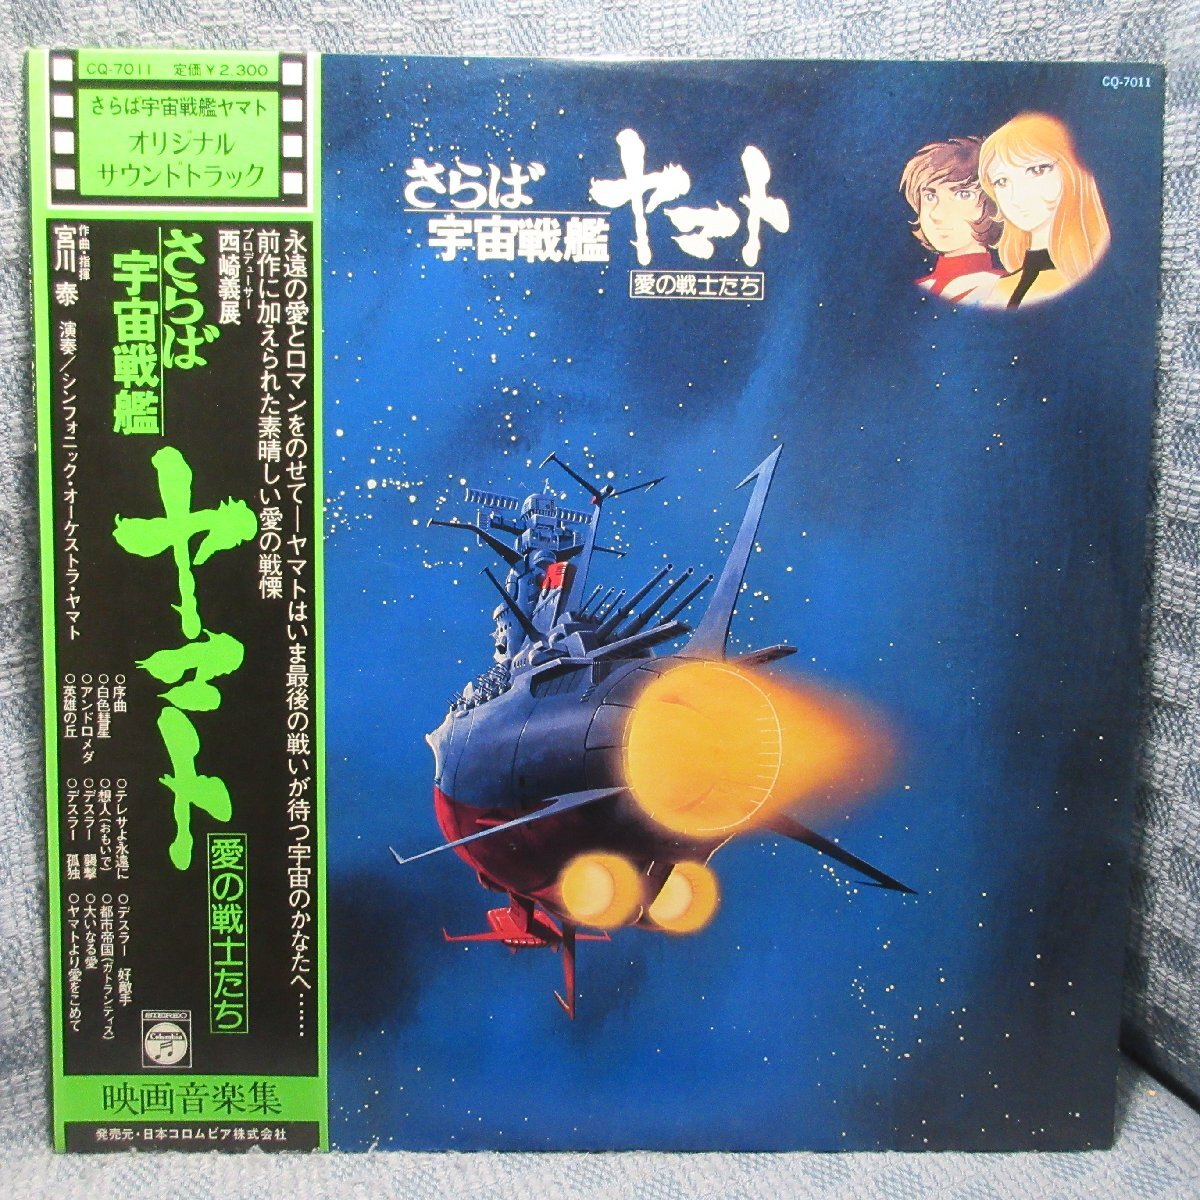 CQ-7011 定価¥2.300
さらば宇宙戦艦ヤマト
オリジナル
サウンドトラック
永遠の愛とロマンをのせて―ヤマトはいま最後の戦いが待つ宇宙のかなたへ……
前作に加えられた素晴しい愛の戦慄
プロデューサー
西崎義展
さらば
宇宙戦艦
ヤマト
愛の戦士たち
作曲・指揮
宮川 泰 演奏/シンフォニック・オーケストラ・ヤマト
○序曲
○白色彗星
○アンドロメダ
○英雄の丘
○テレサよ永遠に
○想人(おもいで)
○デスラー 襲撃
○デスラー 孤独
○デスラー 好敵手
○都市帝国(ガトランティス)
○大いなる愛
○ヤマトより愛をこめて
STEREO
Columbia
映画音楽集
発売元・日本コロムビア株式会社
CQ-7011
さらば
宇宙戦艦
ヤマト
愛の戦士たち